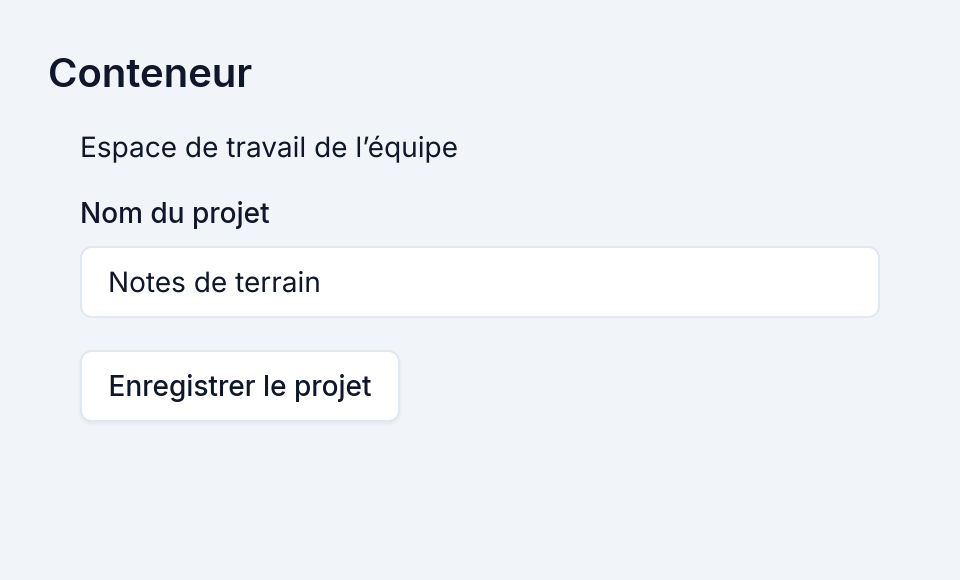 Conteneur
Espace de travail de l’équipe
Nom du projet
Notes de terrain
Enregistrer le projet